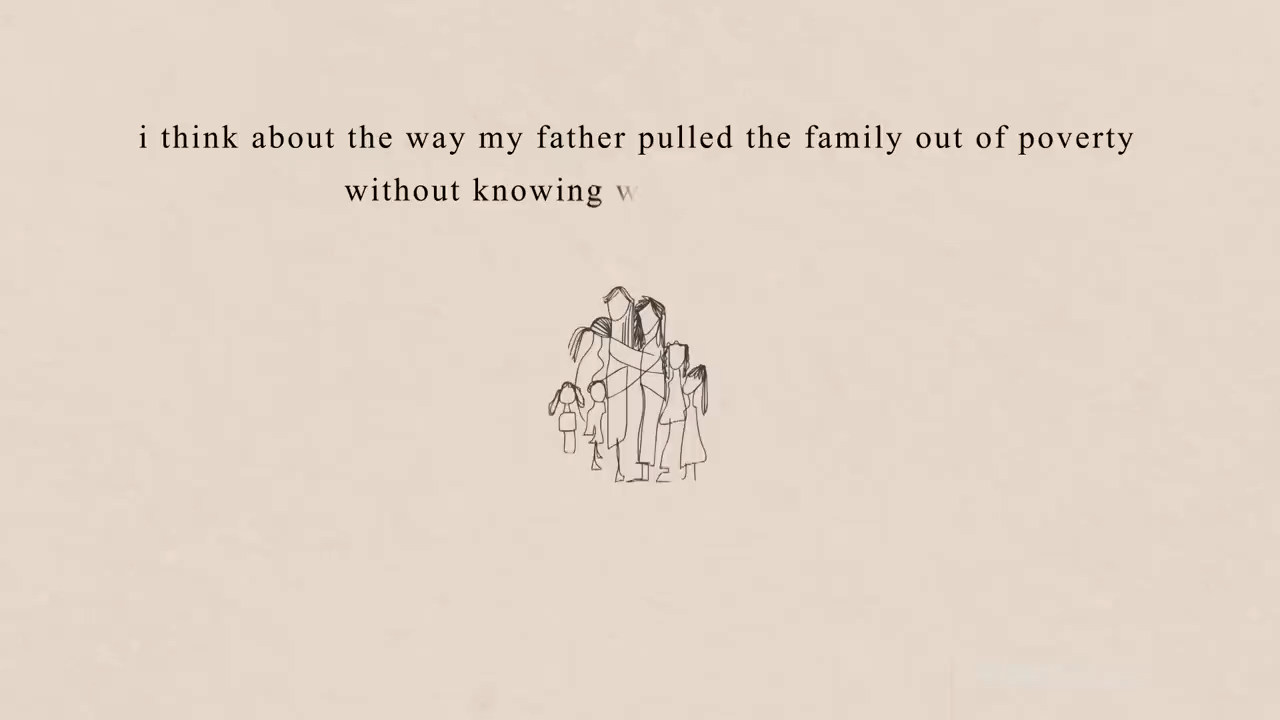 i think about the way my father pulled the family out of poverty
without knowing w